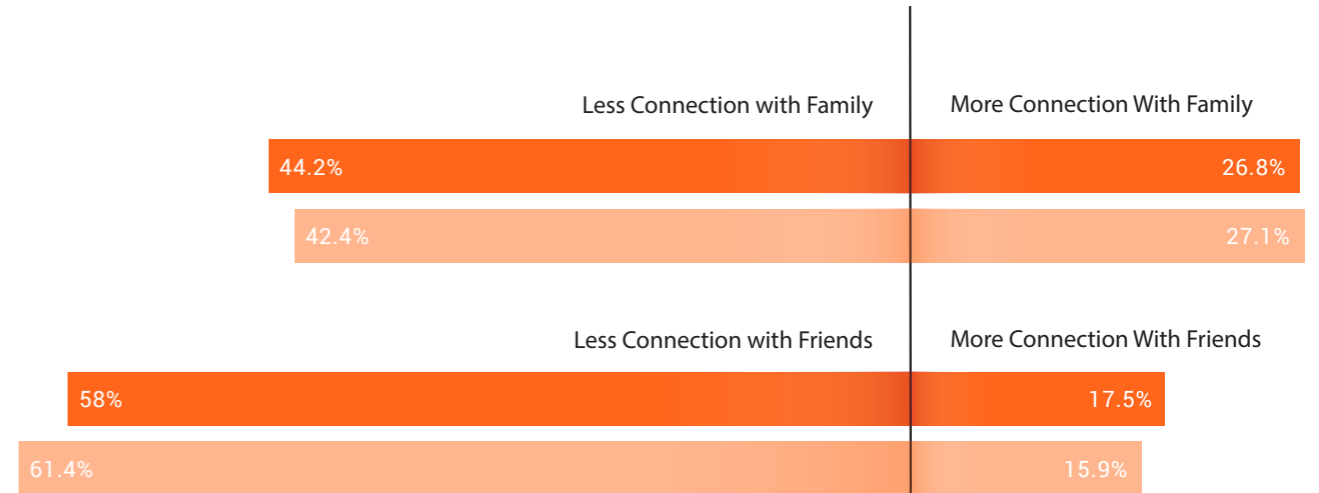 Less Connection with Family More Connection With Family
44.2% 26.8%
42.4% 27.1%
Less Connection with Friends More Connection With Friends
58% 17.5%
61.4% 15.9%